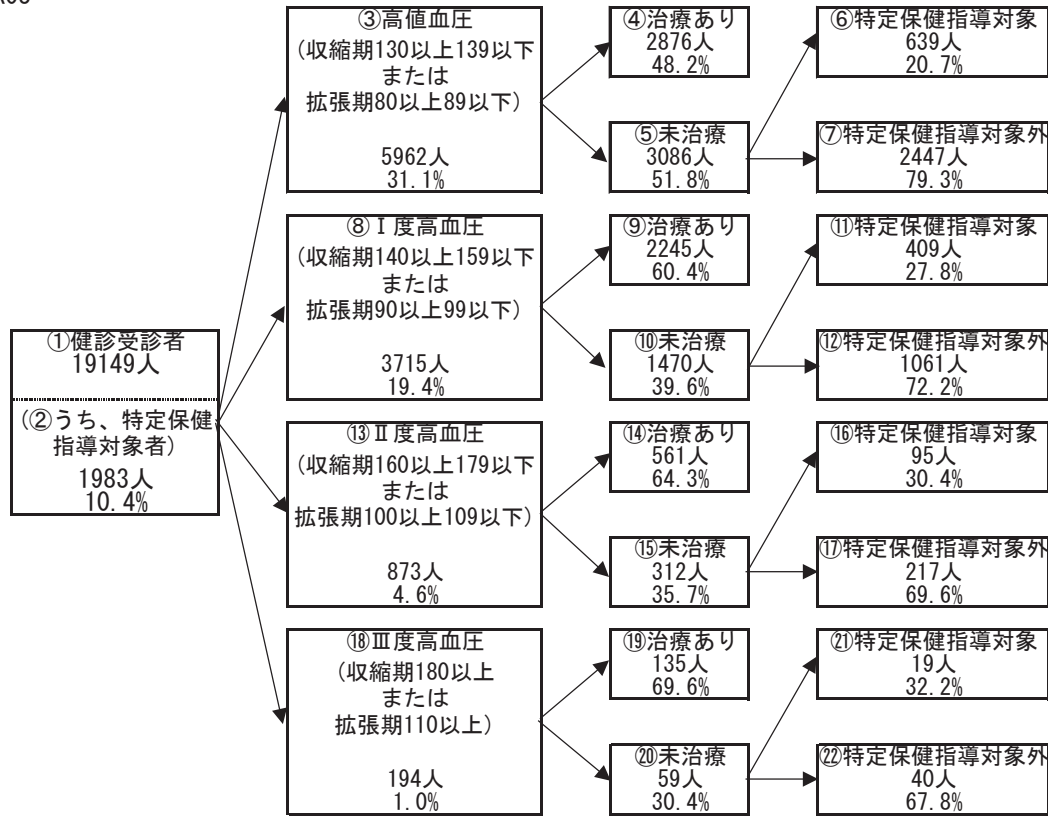 ③高値血圧
(収縮期130以上139以下
または
拡張期80以上89以下)
5962人
31.1%
④治療あり
2876人
48.2%
⑤未治療
3086人
51.8%
⑥特定保健指導対象
639人
20.7%
⑦特定保健指導対象外
2447人
79.3%
⑧Ⅰ度高血圧
(収縮期140以上159以下
または
拡張期90以上99以下)
3715人
19.4%
⑨治療あり
2245人
60.4%
⑩未治療
1470人
39.6%
⑪特定保健指導対象
409人
27.8%
⑫特定保健指導対象外
1061人
72.2%
①健診受診者
19149人
(②うち、特定保健
指導対象者)
1983人
10.4%
⑬Ⅱ度高血圧
(収縮期160以上179以下
または
拡張期100以上109以下)
873人
4.6%
⑭治療あり
561人
64.3%
⑮未治療
312人
35.7%
⑯特定保健指導対象
95人
30.4%
⑰特定保健指導対象外
217人
69.6%
⑱Ⅲ度高血圧
(収縮期180以上
または
拡張期110以上)
194人
1.0%
⑲治療あり
135人
69.6%
⑳未治療
59人
30.4%
㉑特定保健指導対象
19人
32.2%
㉒特定保健指導対象外
40人
67.8%